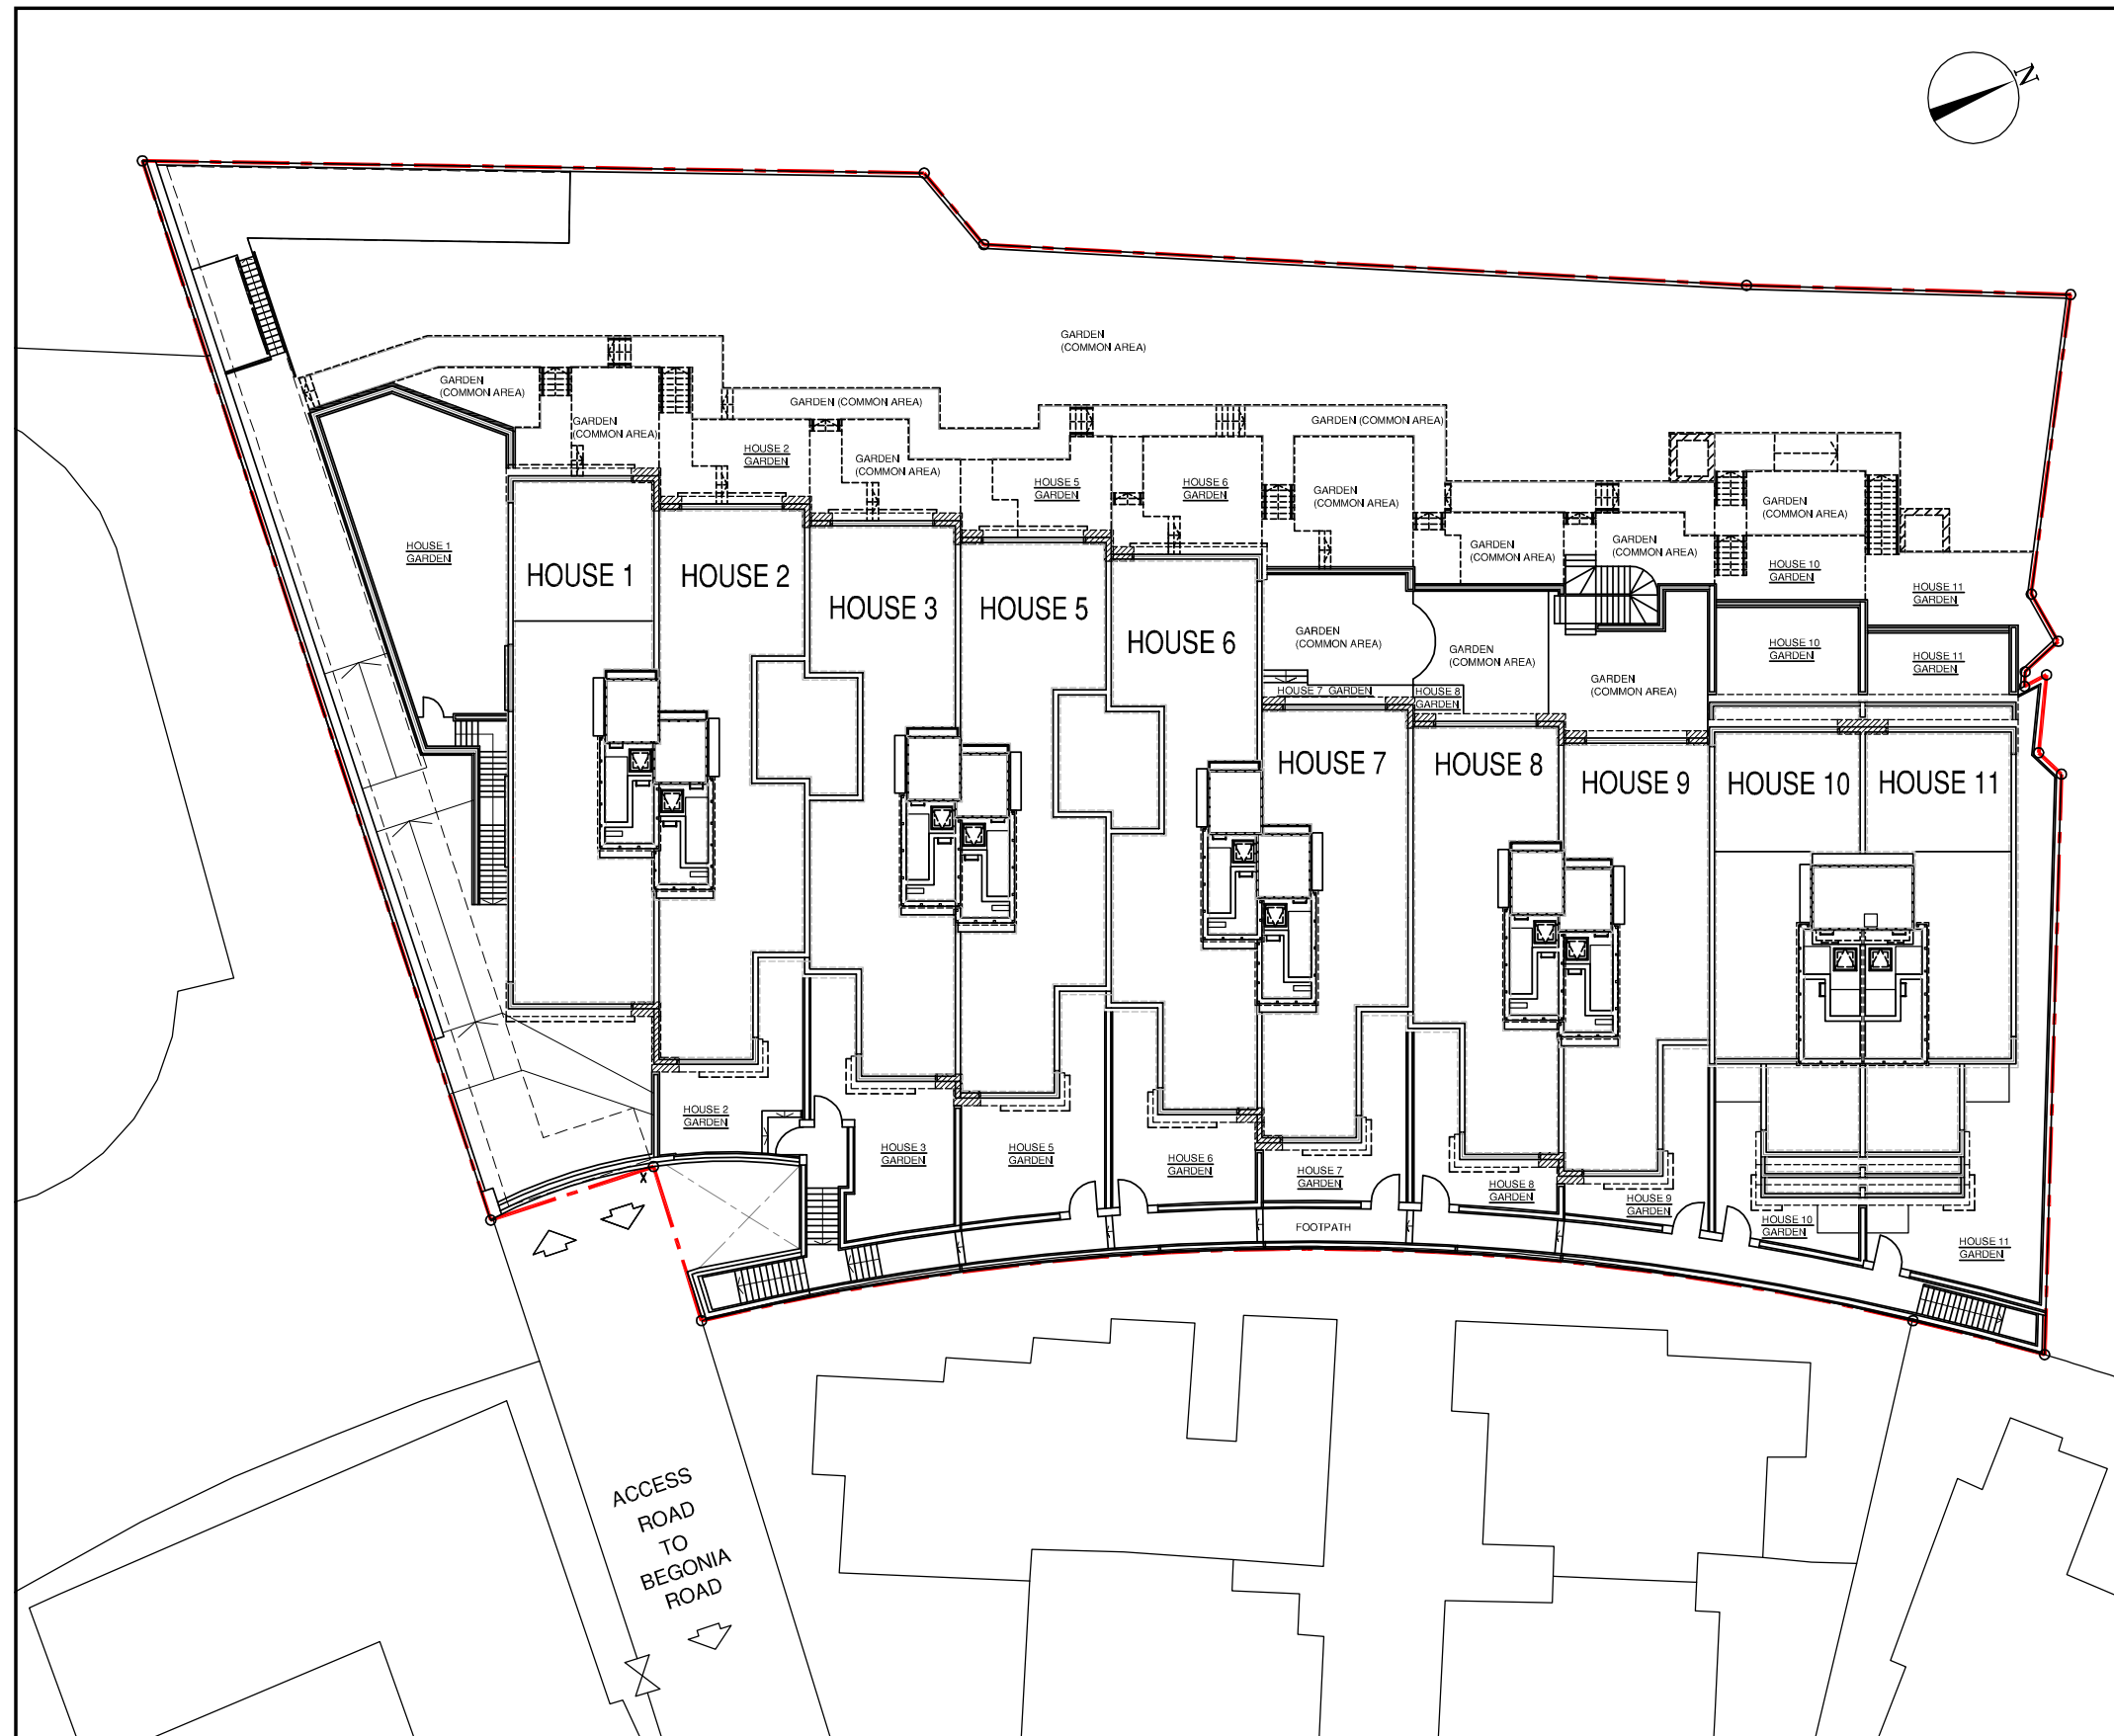 N
GARDEN
(COMMON AREA)
GARDEN
(COMMON AREA)
GARDEN (COMMON AREA)
GARDEN (COMMON AREA)
GARDEN
(COMMON AREA)
HOUSE 2
GARDEN
GARDEN
(COMMON AREA)
HOUSE 5
GARDEN
HOUSE 6
GARDEN
GARDEN
(COMMON AREA)
GARDEN
(COMMON AREA)
GARDEN
(COMMON AREA)
GARDEN
(COMMON AREA)
HOUSE 1
GARDEN
HOUSE 10
GARDEN
HOUSE 11
GARDEN
HOUSE 1
HOUSE 2
HOUSE 3
HOUSE 5
HOUSE 6
GARDEN
(COMMON AREA)
GARDEN
(COMMON AREA)
GARDEN
(COMMON AREA)
HOUSE 10
GARDEN
HOUSE 11
GARDEN
HOUSE 7 GARDEN
HOUSE 8
GARDEN
HOUSE 7
HOUSE 8
HOUSE 9
HOUSE 10
HOUSE 11
HOUSE 2
GARDEN
HOUSE 3
GARDEN
HOUSE 5
GARDEN
HOUSE 6
GARDEN
HOUSE 7
GARDEN
HOUSE 8
GARDEN
HOUSE 9
GARDEN
HOUSE 10
GARDEN
HOUSE 11
GARDEN
X
FOOTPATH
ACCESS
ROAD
TO
BEGONIA
ROAD